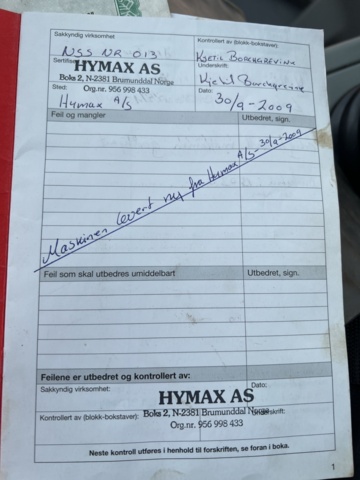 Sakkyndig virksomhet
Kontrollert av (blokk-bokstaver)
NSS NR 013
Kjetil Borchgrevink
HYMAX AS
Underskrift:
Boks 2, N-2381 Brumunddal Norge
Kjetil Borchgrevink
Sted:
Org.nr. 956 998 433
Dato:
Hymax A/S
30/9-2009
Feil og mangler
Utbedret, sign.
Maskinen levert ny fra Hymax A/S 30/9-2009
Feil som skal utbedres umiddelbart
Utbedret, sign.
Feilene er utbedret og kontrollert av:
Sakkyndig virksomhet:
Dato:
HYMAX AS
Kontrollert av (blokk-bokstaver):
Boks 2, N-2381 Brumunddal Norge
Org.nr. 956 998 433
Neste kontroll utføres i henhold til forskriften, se foran i boka.
1